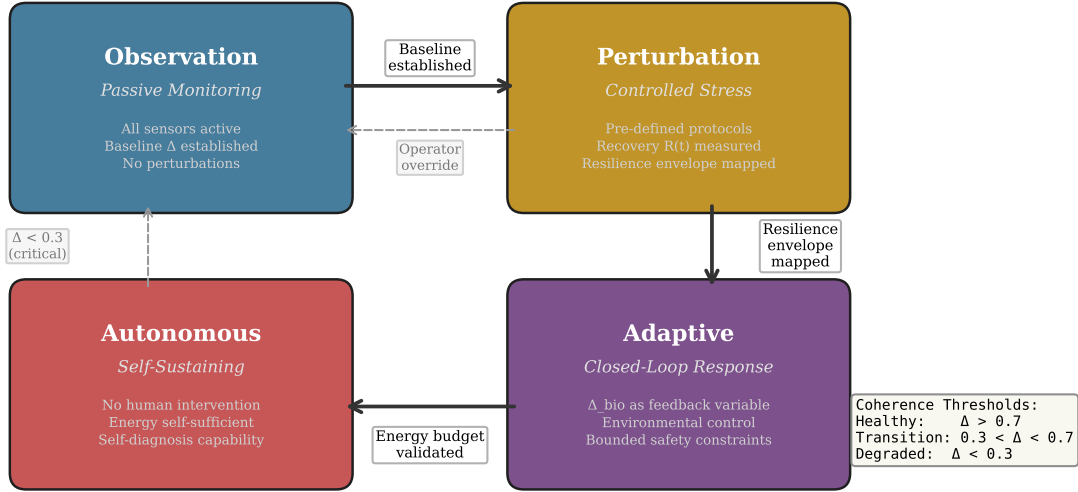 Observation
Passive Monitoring
All sensors active
Baseline Δ established
No perturbations
Baseline
established
Operator
override
Perturbation
Controlled Stress
Pre-defined protocols
Recovery R(t) measured
Resilience envelope mapped
Δ < 0.3
(critical)
Resilience
envelope
mapped
Autonomous
Self-Sustaining
No human intervention
Energy self-sufficient
Self-diagnosis capability
Energy budget
validated
Adaptive
Closed-Loop Response
Δ_bio as feedback variable
Environmental control
Bounded safety constraints
Coherence Thresholds:
Healthy:    Δ > 0.7
Transition: 0.3 < Δ < 0.7
Degraded:  Δ < 0.3